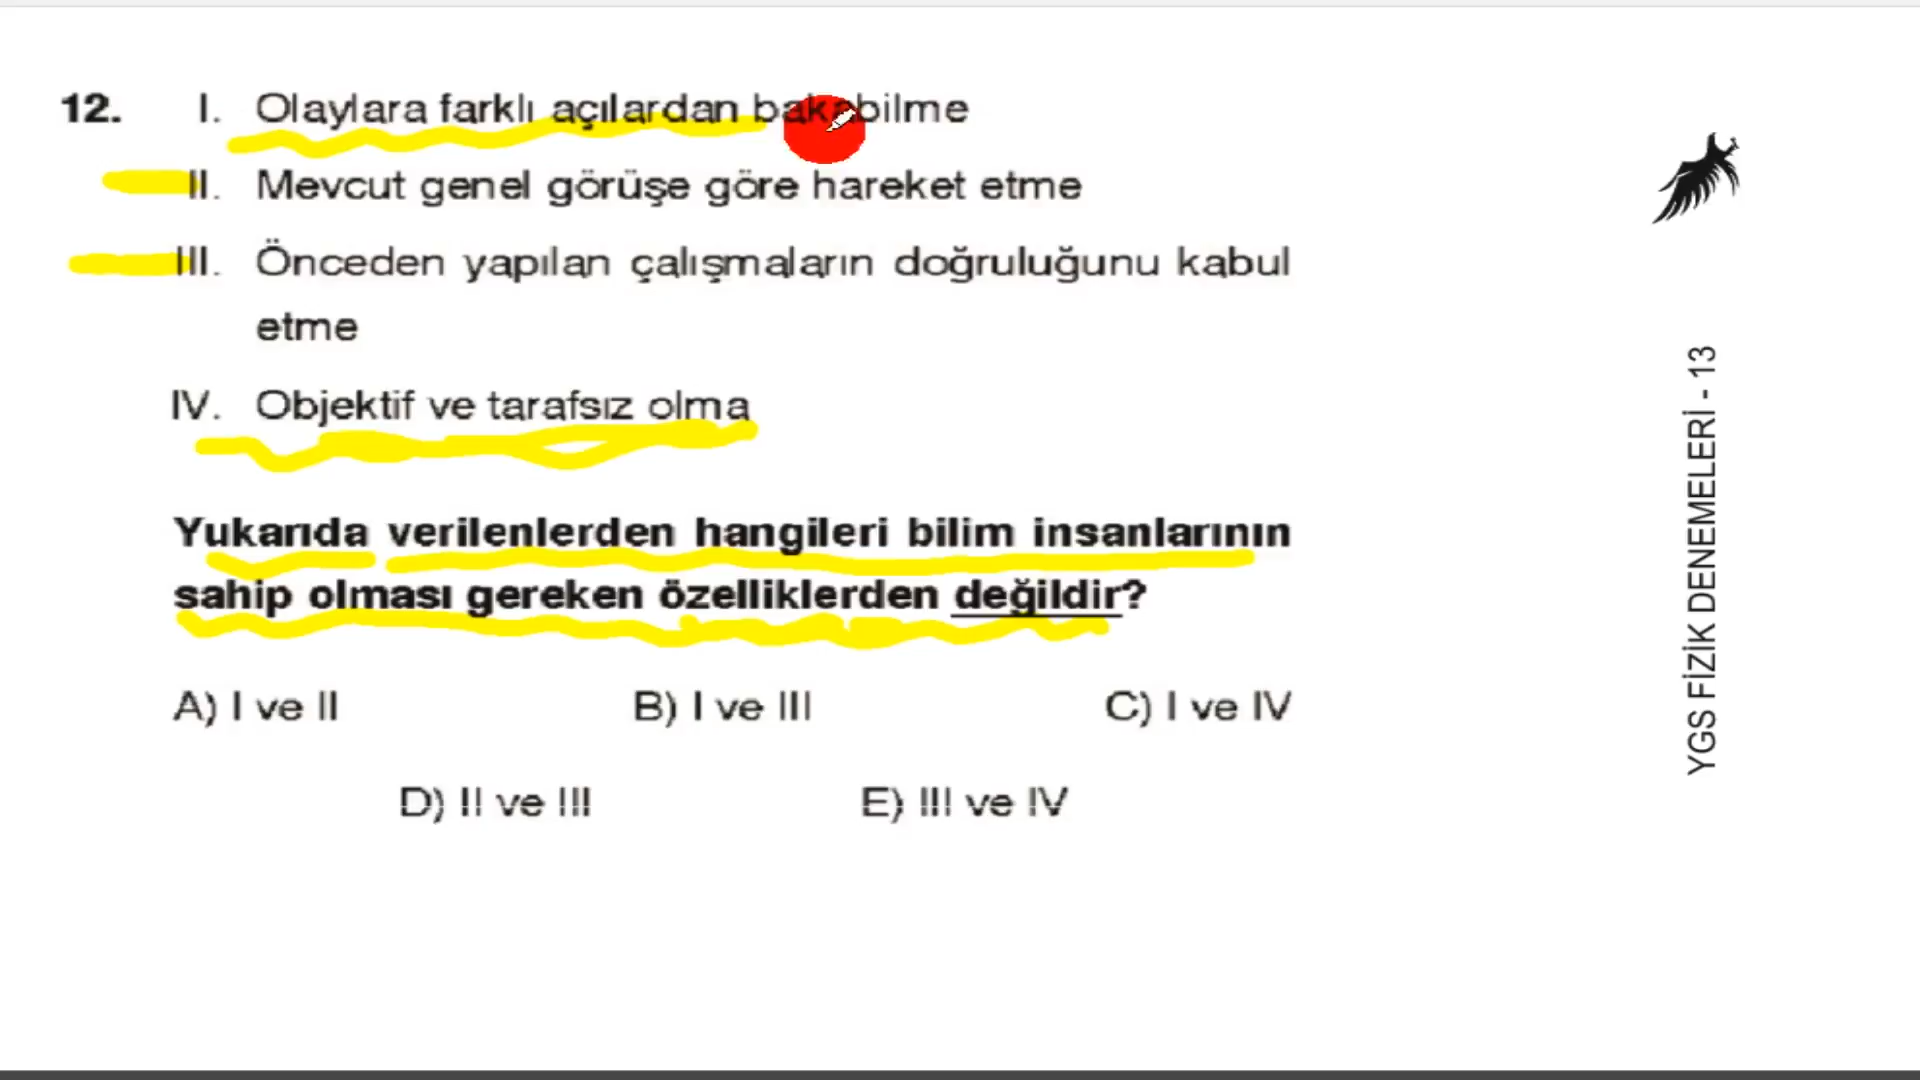 12. I. Olaylara farklı açılardan bakabilme
II. Mevcut genel görüşe göre hareket etme
III. Önceden yapılan çalışmaların doğruluğunu kabul
etme
IV. Objektif ve tarafsız olma
Yukarıda verilenlerden hangileri bilim insanlarının
sahip olması gereken özelliklerden değildir?
A) I ve II B) I ve III C) I ve IV
D) II ve III E) III ve IV
YGS FİZİK DENEMELERİ - 13